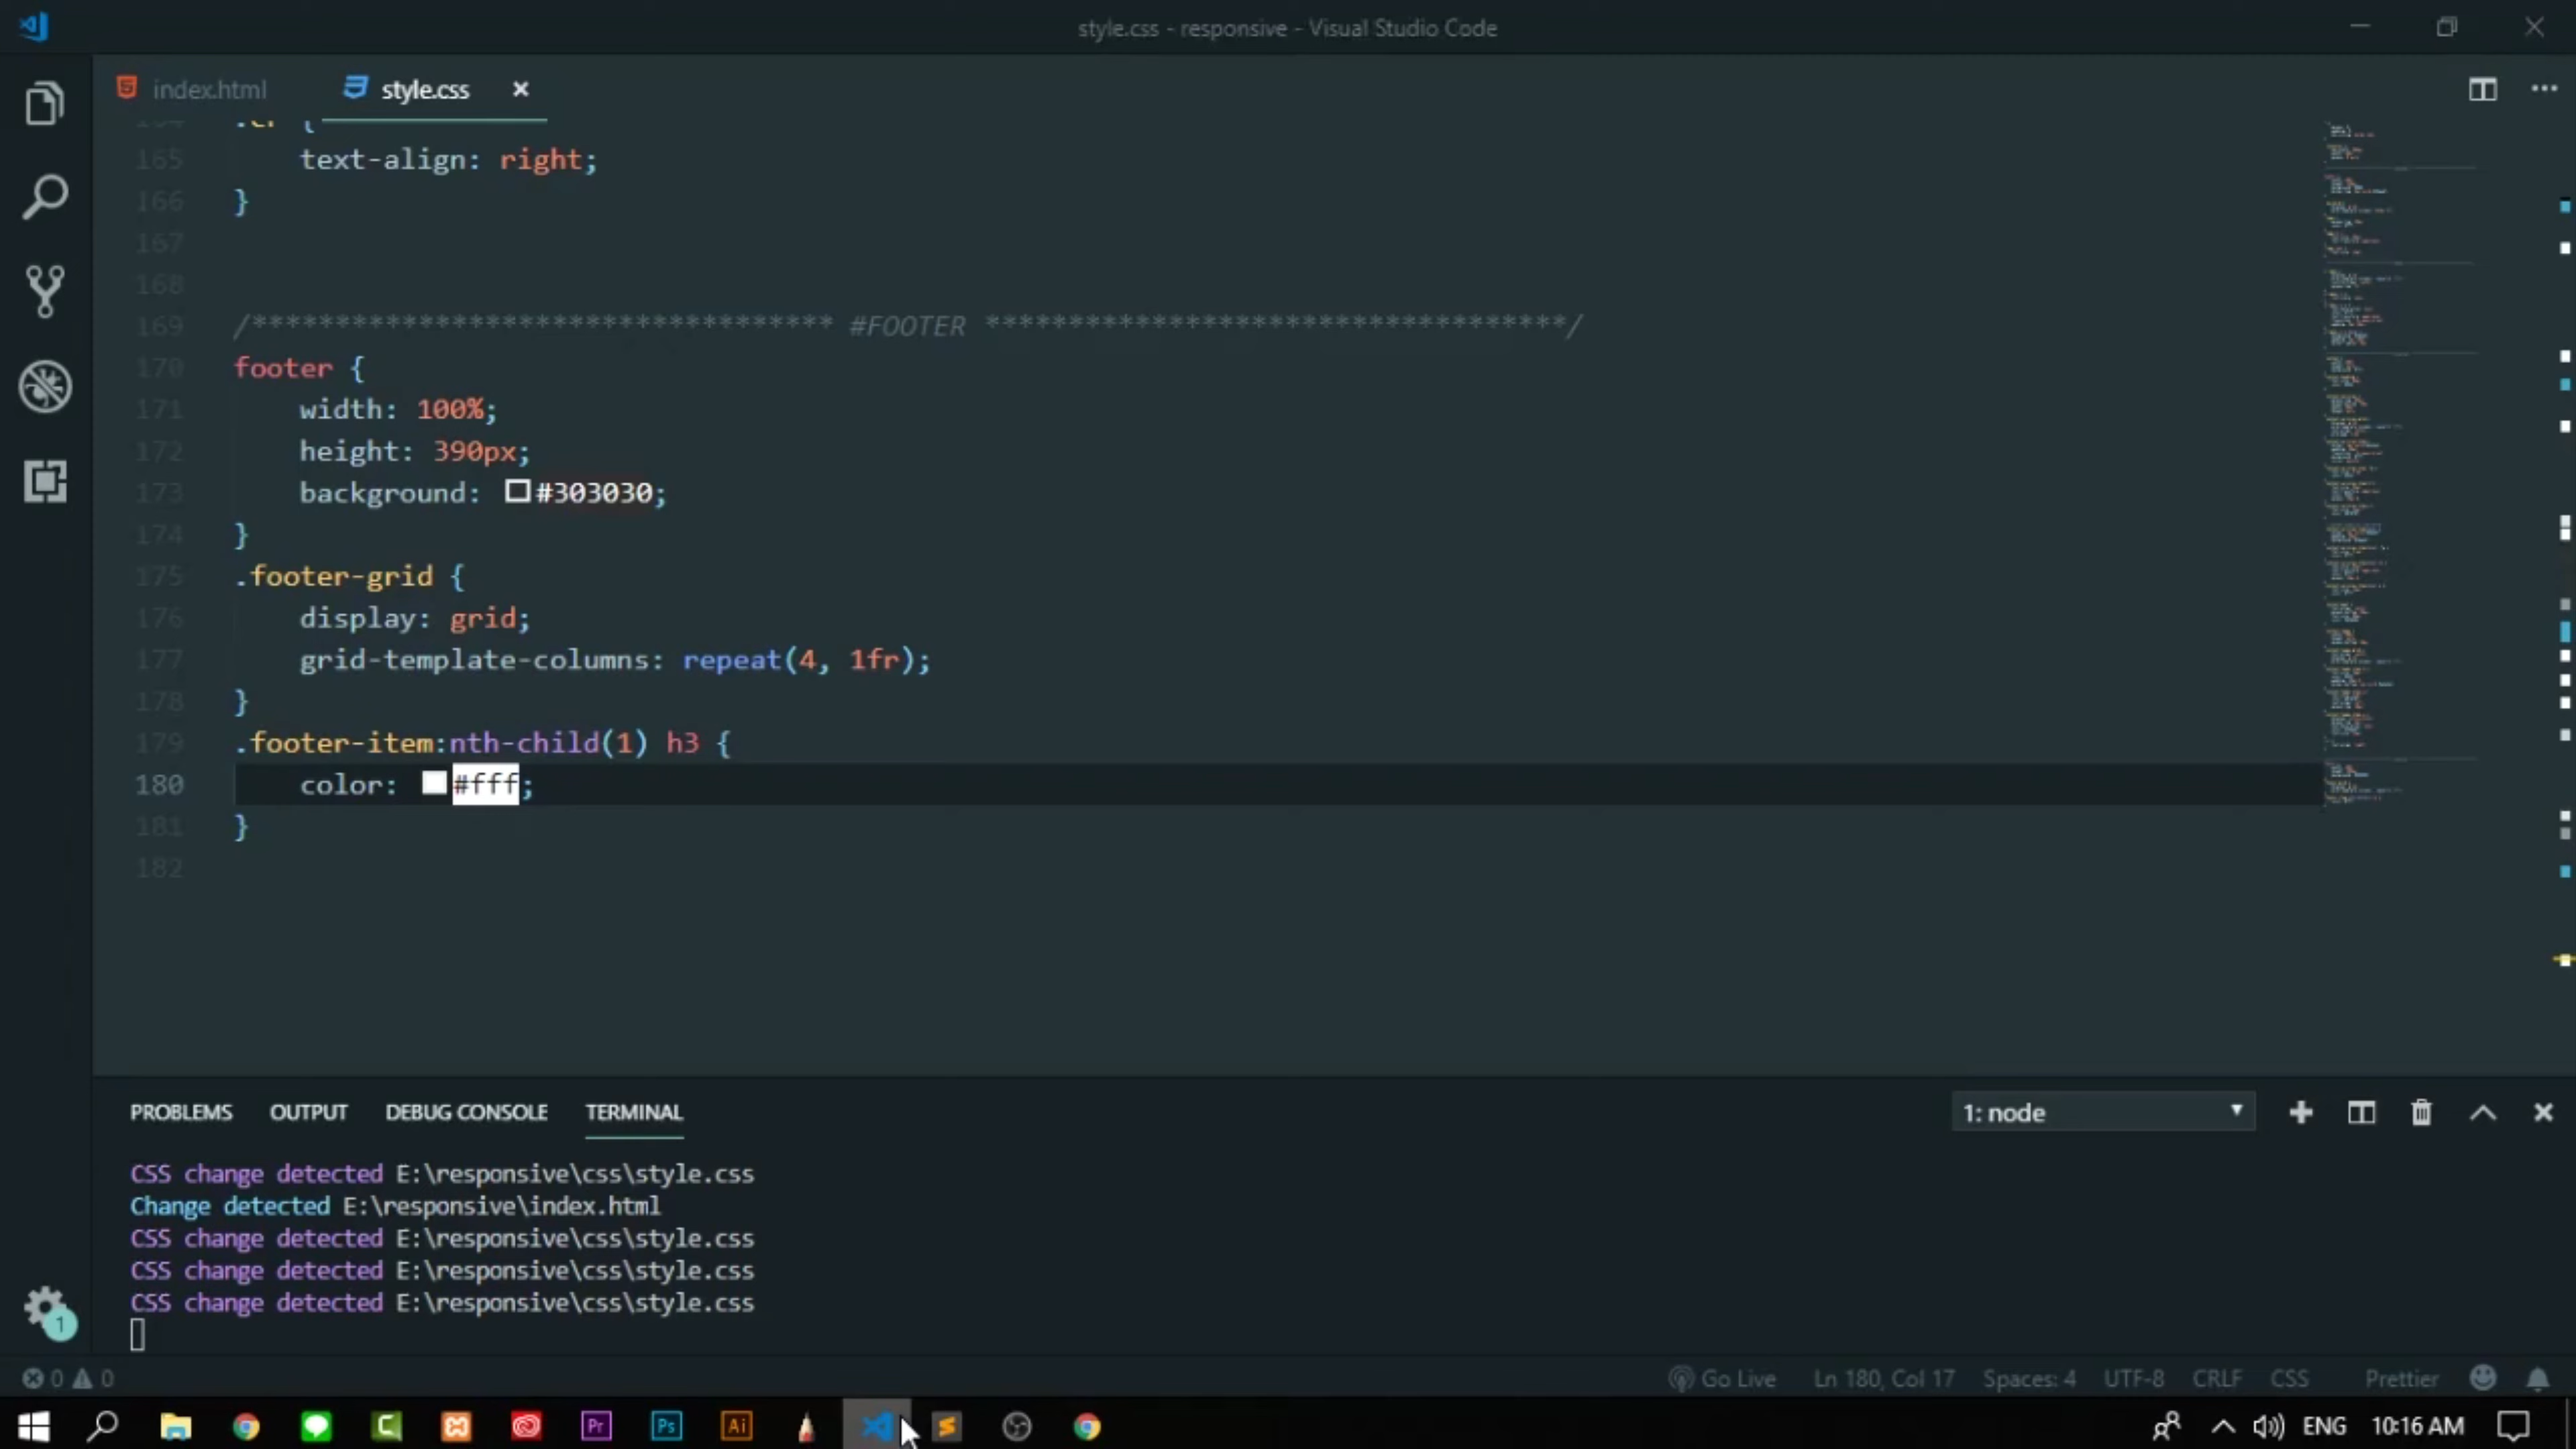 style.css - responsive - Visual Studio Code
index.html
style.css
165 text-align: right;
166 }
167
168
169 /*********************************** #FOOTER ***********************************/
170 footer {
171 width: 100%;
172 height: 390px;
173 background: #303030;
174 }
175 .footer-grid {
176 display: grid;
177 grid-template-columns: repeat(4, 1fr);
178 }
179 .footer-item:nth-child(1) h3 {
180 color: #fff;
181 }
182
PROBLEMS OUTPUT DEBUG CONSOLE TERMINAL 1: node
CSS change detected E:\responsive\css\style.css
Change detected E:\responsive\index.html
CSS change detected E:\responsive\css\style.css
CSS change detected E:\responsive\css\style.css
CSS change detected E:\responsive\css\style.css
1
0 0 Go Live Ln 180, Col 17 Spaces: 4 UTF-8 CRLF CSS Prettier
Pr Ps Ai ENG 10:16 AM